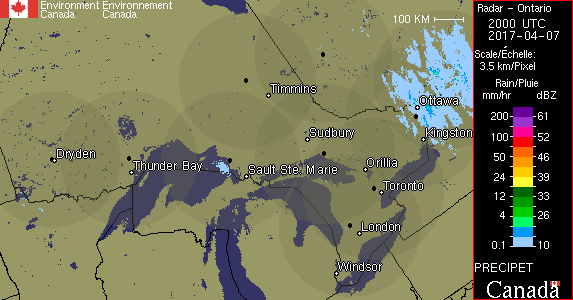 Environment Environnement
Canada Canada
Radar - Ontario
2000 UTC
2017-04-07
100 KM
Scale/Échelle:
3.5 km/Pixel
Rain/Pluie
mm/hr dBZ
200 61
100 52
50 46
24 39
12 33
4 26
0.1 10
PRECIPET
Canada
Timmins
Ottawa
Sudbury
Kingston
Dryden
Thunder Bay
Sault Ste. Marie
Orillia
Toronto
London
Windsor